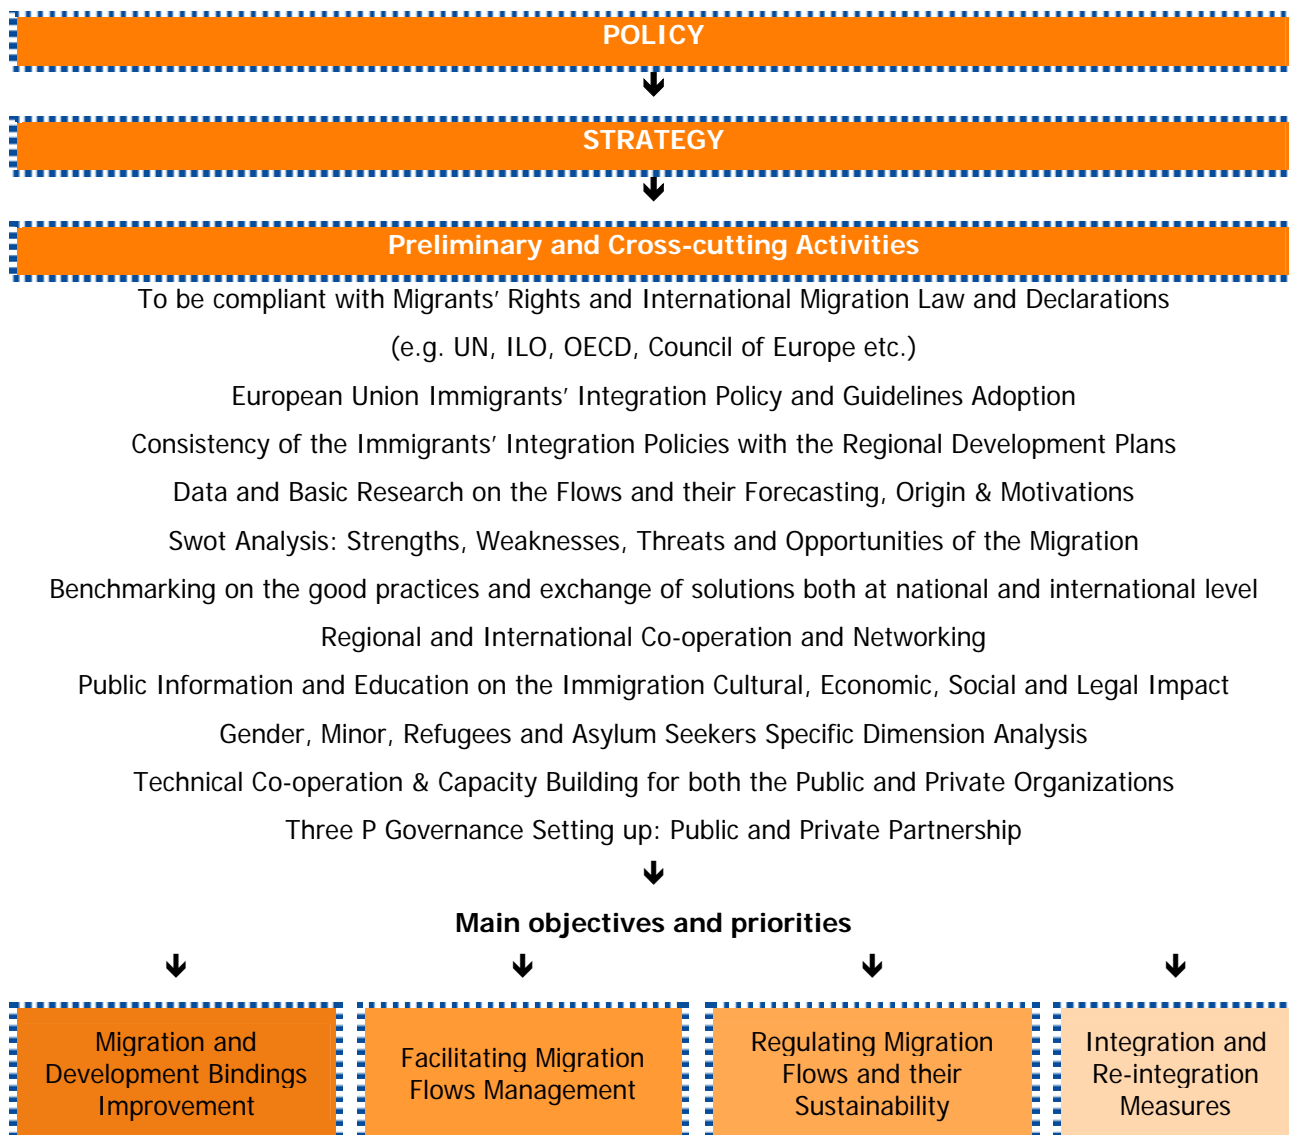 POLICY
STRATEGY
Preliminary and Cross-cutting Activities
To be compliant with Migrants' Rights and International Migration Law and Declarations
(e.g. UN, ILO, OECD, Council of Europe etc.)
European Union Immigrants' Integration Policy and Guidelines Adoption
Consistency of the Immigrants' Integration Policies with the Regional Development Plans
Data and Basic Research on the Flows and their Forecasting, Origin & Motivations
Swot Analysis: Strengths, Weaknesses, Threats and Opportunities of the Migration
Benchmarking on the good practices and exchange of solutions both at national and international level
Regional and International Co-operation and Networking
Public Information and Education on the Immigration Cultural, Economic, Social and Legal Impact
Gender, Minor, Refugees and Asylum Seekers Specific Dimension Analysis
Technical Co-operation & Capacity Building for both the Public and Private Organizations
Three P Governance Setting up: Public and Private Partnership
Main objectives and priorities
Migration and
Development Bindings
Improvement
Facilitating Migration
Flows Management
Regulating Migration
Flows and their
Sustainability
Integration and
Re-integration
Measures